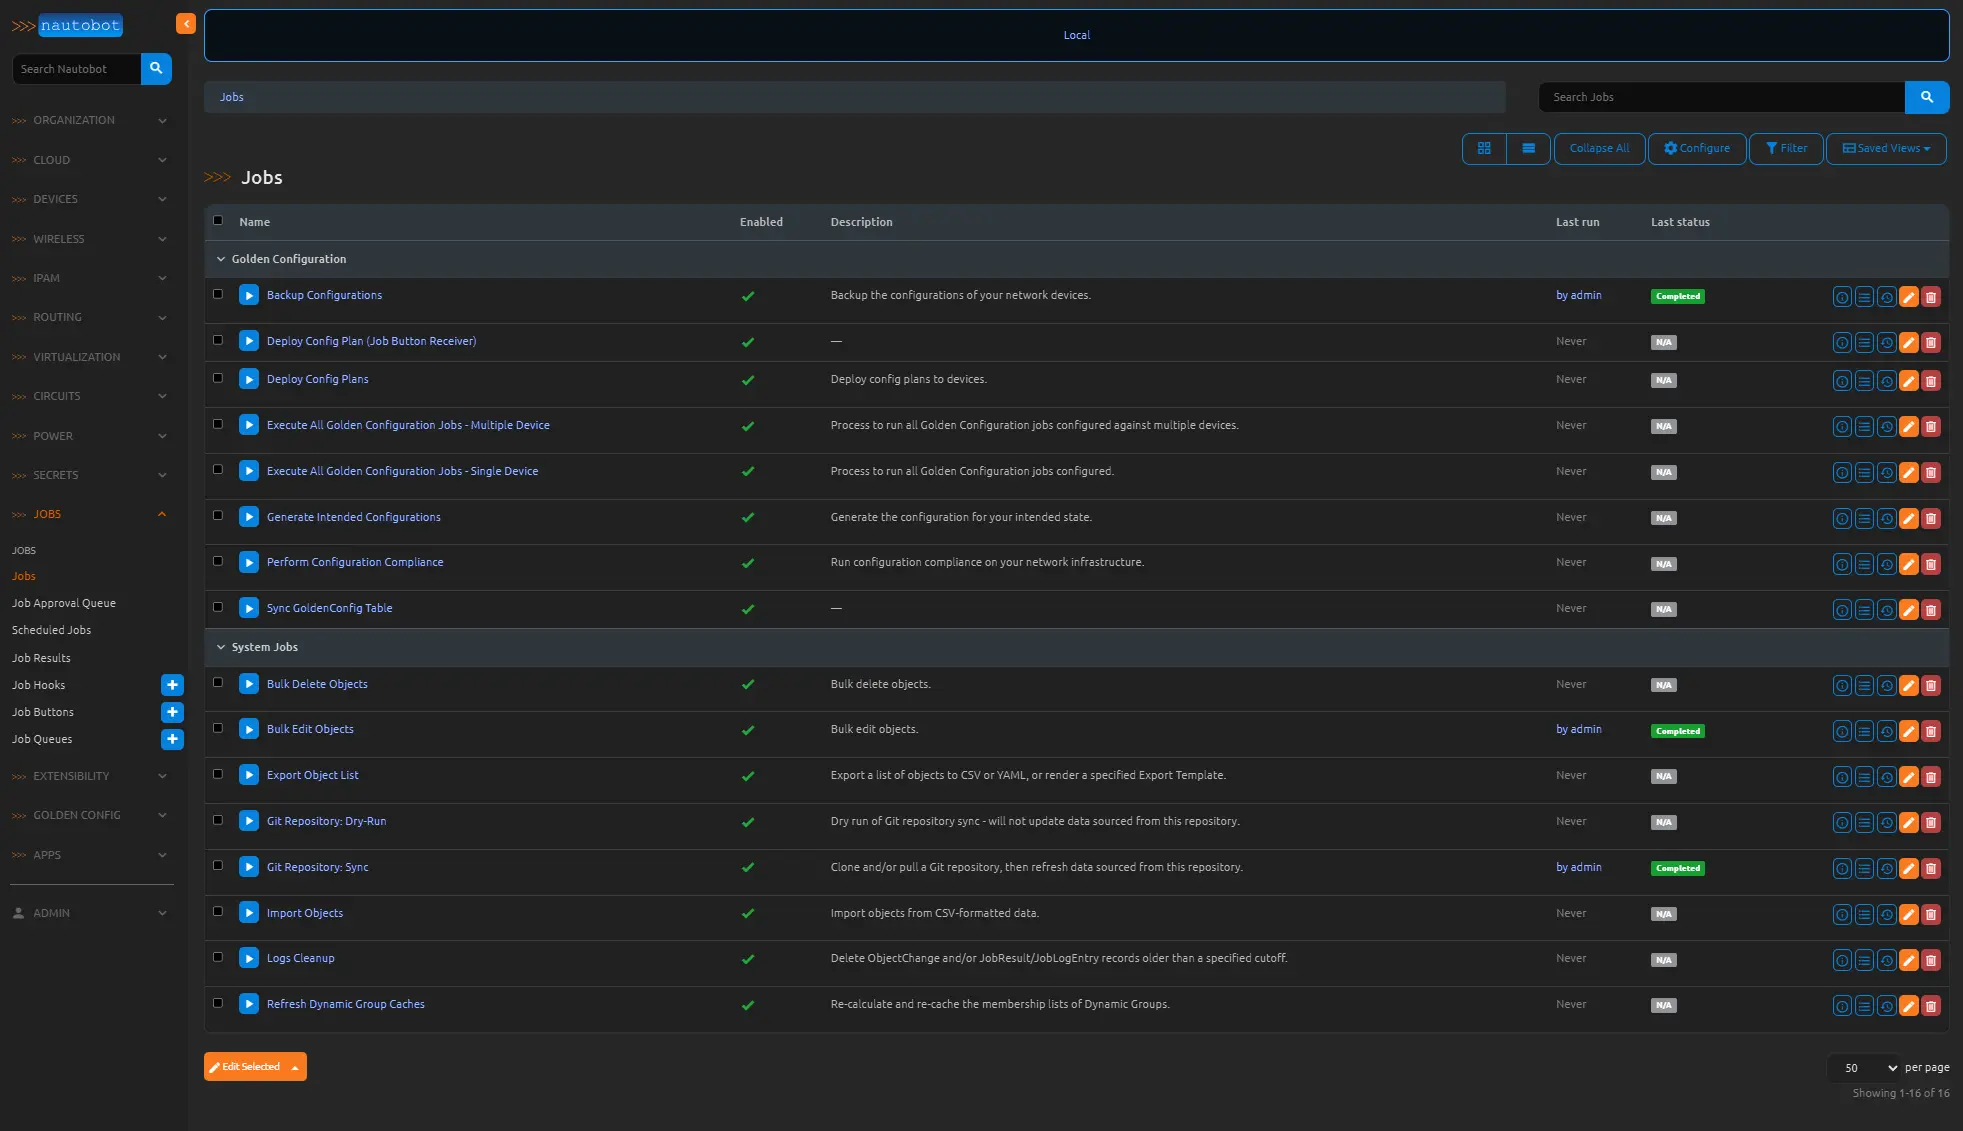 >>> nautobot
Local
Search Nautobot
Jobs
Search Jobs
Collapse All
Configure
Filter
Saved Views
>>> Jobs
>>> ORGANIZATION
>>> CLOUD
>>> DEVICES
>>> WIRELESS
>>> IPAM
>>> ROUTING
>>> VIRTUALIZATION
>>> CIRCUITS
>>> POWER
>>> SECRETS
>>> JOBS
JOBS
Jobs
Job Approval Queue
Scheduled Jobs
Job Results
Job Hooks
Job Buttons
Job Queues
>>> EXTENSIBILITY
>>> GOLDEN CONFIG
>>> APPS
ADMIN
Name Enabled Description Last run Last status
Golden Configuration
Backup Configurations Backup the configurations of your network devices. by admin Completed
Deploy Config Plan (Job Button Receiver) — Never N/A
Deploy Config Plans Deploy config plans to devices. Never N/A
Execute All Golden Configuration Jobs - Multiple Device Process to run all Golden Configuration jobs configured against multiple devices. Never N/A
Execute All Golden Configuration Jobs - Single Device Process to run all Golden Configuration jobs configured. Never N/A
Generate Intended Configurations Generate the configuration for your intended state. Never N/A
Perform Configuration Compliance Run configuration compliance on your network infrastructure. Never N/A
Sync GoldenConfig Table — Never N/A
System Jobs
Bulk Delete Objects Bulk delete objects. Never N/A
Bulk Edit Objects Bulk edit objects. by admin Completed
Export Object List Export a list of objects to CSV or YAML, or render a specified Export Template. Never N/A
Git Repository: Dry-Run Dry run of Git repository sync - will not update data sourced from this repository. Never N/A
Git Repository: Sync Clone and/or pull a Git repository, then refresh data sourced from this repository. by admin Completed
Import Objects Import objects from CSV-formatted data. Never N/A
Logs Cleanup Delete ObjectChange and/or JobResult/JobLogEntry records older than a specified cutoff. Never N/A
Refresh Dynamic Group Caches Re-calculate and re-cache the membership lists of Dynamic Groups. Never N/A
Edit Selected
50 per page
Showing 1-16 of 16